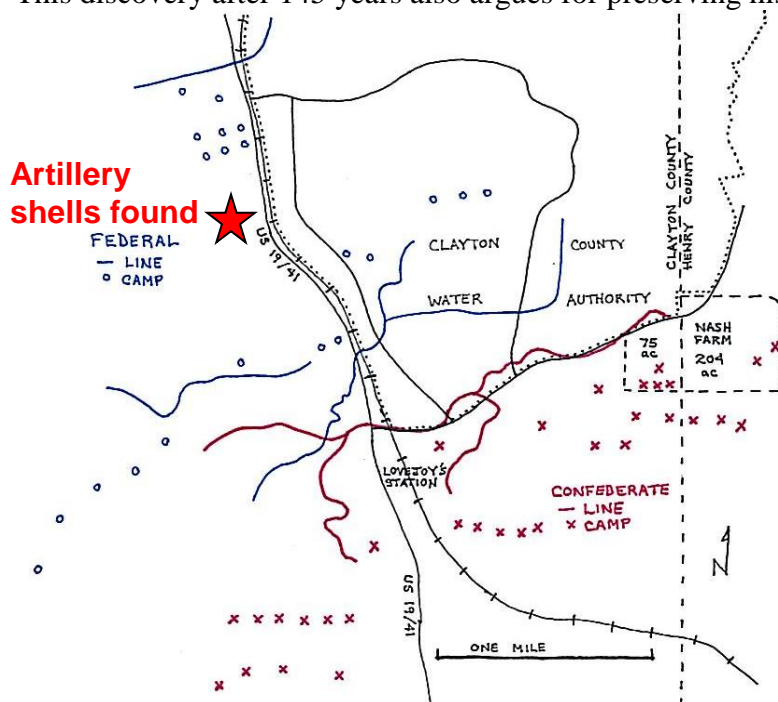 This discovery after 145 years also argues for preserving
Artillery
shells found
FEDERAL
— LINE
o CAMP
US 19/41
CLAYTON COUNTY
WATER AUTHORITY
CLAYTON COUNTY
HENRY COUNTY
75
ac
NASH
FARM
204
ac
LOVEJOY'S
STATION
CONFEDERATE
— LINE
x CAMP
N
US 19/41
ONE MILE